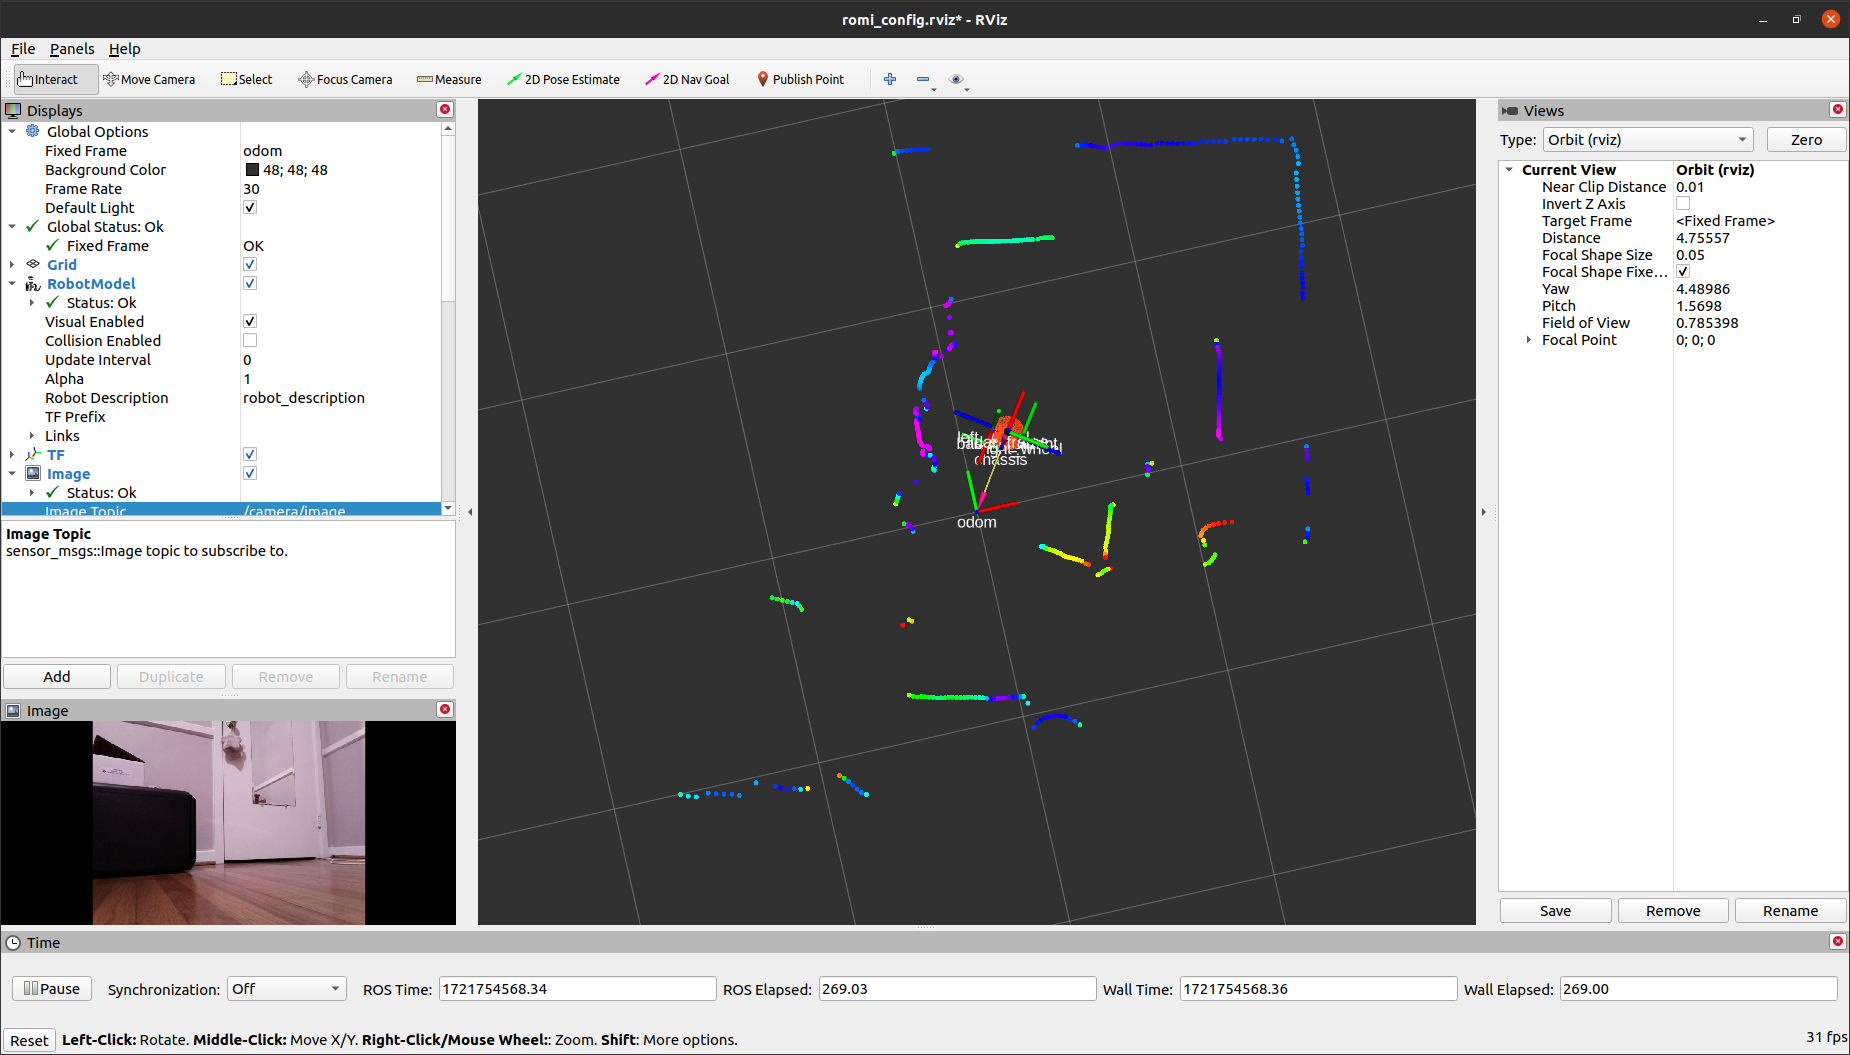 romi_config.rviz* - RViz
File Panels Help
Interact Move Camera Select Focus Camera Measure 2D Pose Estimate 2D Nav Goal Publish Point
Displays
Global Options
Fixed Frame odom
Background Color 48; 48; 48
Frame Rate 30
Default Light
Global Status: Ok
Fixed Frame OK
Grid
RobotModel
Status: Ok
Visual Enabled
Collision Enabled
Update Interval 0
Alpha 1
Robot Description robot_description
TF Prefix
Links
TF
Image
Status: Ok
Image Topic /camera/image
Image Topic
sensor_msgs::Image topic to subscribe to.
Add Duplicate Remove Rename
Image
chassis
odom
Views
Type: Orbit (rviz) Zero
Current View Orbit (rviz)
Near Clip Distance 0.01
Invert Z Axis
Target Frame <Fixed Frame>
Distance 4.75557
Focal Shape Size 0.05
Focal Shape Fixe...
Yaw 4.48986
Pitch 1.5698
Field of View 0.785398
Focal Point 0; 0; 0
Save Remove Rename
Time
Pause Synchronization: Off ROS Time: 1721754568.34 ROS Elapsed: 269.03 Wall Time: 1721754568.36 Wall Elapsed: 269.00
Reset Left-Click: Rotate. Middle-Click: Move X/Y. Right-Click/Mouse Wheel:: Zoom. Shift: More options. 31 fps